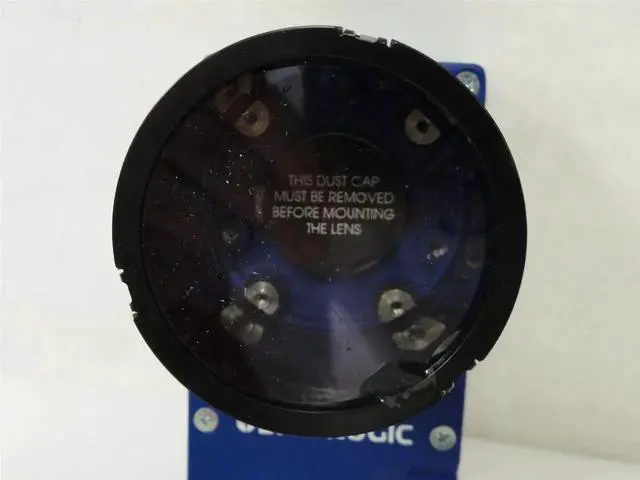 THIS DUST CAP
MUST BE REMOVED
BEFORE MOUNTING
THE LENS